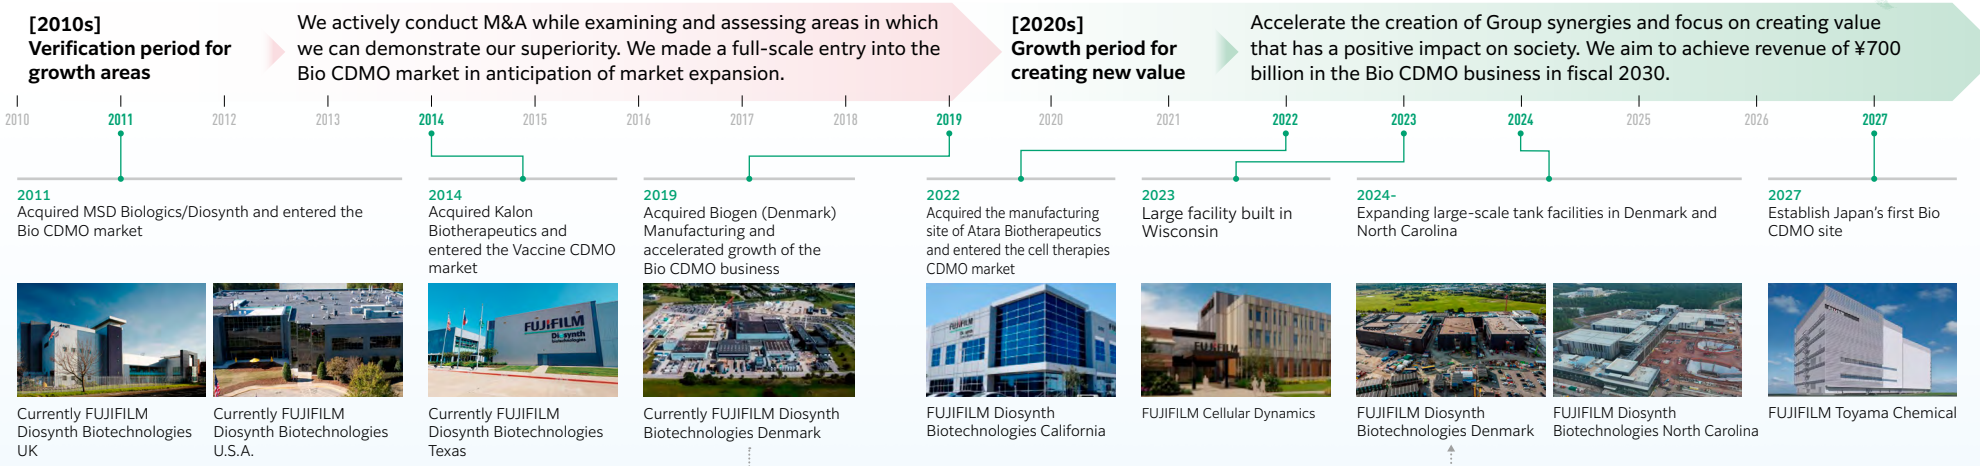 [2010s]
Verification period for
growth areas
We actively conduct M&A while examining and assessing areas in which
we can demonstrate our superiority. We made a full-scale entry into the
Bio CDMO market in anticipation of market expansion.
[2020s]
Growth period for
creating new value
Accelerate the creation of Group synergies and focus on creating value
that has a positive impact on society. We aim to achieve revenue of ¥700
billion in the Bio CDMO business in fiscal 2030.
2010 2011 2012 2013 2014 2015 2016 2017 2018 2019 2020 2021 2022 2023 2024 2025 2026 2027
2011
Acquired MSD Biologics/Diosynth and entered the
Bio CDMO market
2014
Acquired Kalon
Biotherapeutics and
entered the Vaccine CDMO
market
2019
Acquired Biogen (Denmark)
Manufacturing and
accelerated growth of the
Bio CDMO business
2022
Acquired the manufacturing
site of Atara Biotherapeutics
and entered the cell therapies
CDMO market
2023
Large facility built in
Wisconsin
2024-
Expanding large-scale tank facilities in Denmark and
North Carolina
2027
Establish Japan's first Bio
CDMO site
FUJIFILM
Diosynth
biotechnologies
FUJIFILM
FUJIFILM
Currently FUJIFILM
Diosynth Biotechnologies
UK
Currently FUJIFILM
Diosynth Biotechnologies
U.S.A.
Currently FUJIFILM
Diosynth Biotechnologies
Texas
Currently FUJIFILM Diosynth
Biotechnologies Denmark
FUJIFILM Diosynth
Biotechnologies California
FUJIFILM Cellular Dynamics
FUJIFILM Diosynth
Biotechnologies Denmark
FUJIFILM Diosynth
Biotechnologies North Carolina
FUJIFILM Toyama Chemical